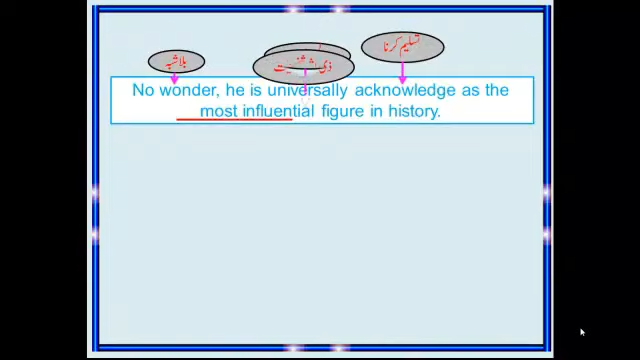 تسلیم کرنا
بلاشبہ
No wonder, he is universally acknowledge as the
most influential figure in history.